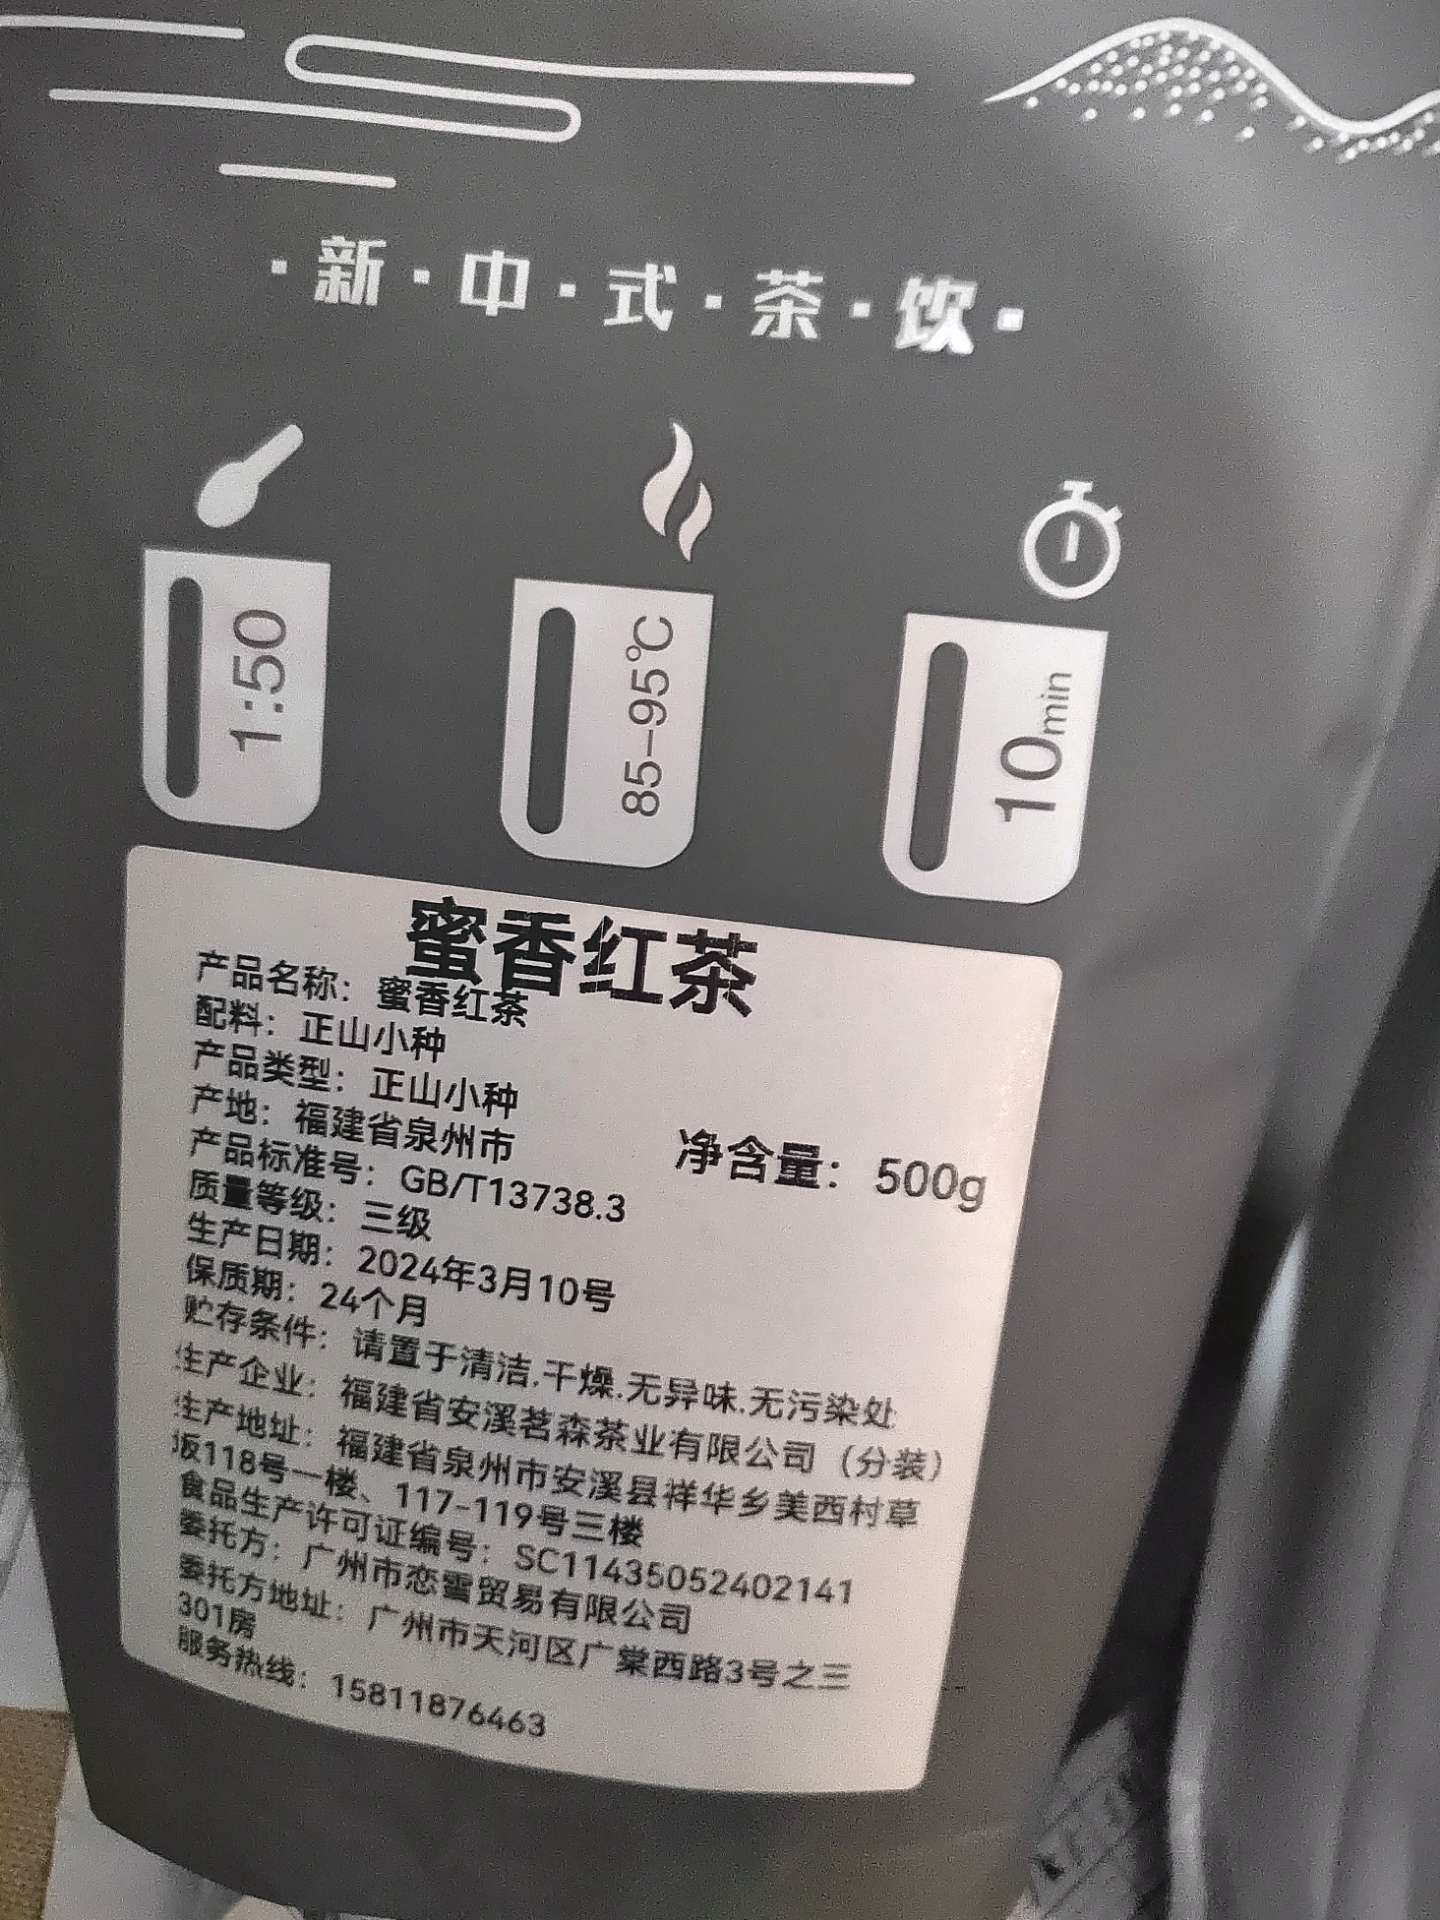 ·新·中·式·茶·饮·
1:50
85-95℃
10min
蜜香红茶
产品名称：蜜香红茶
配料：正山小种
产品类型：正山小种
产地：福建省泉州市
净含量：500g
产品标准号：GB/T13738.3
质量等级：三级
生产日期：2024年3月10号
保质期：24个月
贮存条件：请置于清洁.干燥.无异味.无污染处
生产企业：福建省安溪茗森茶业有限公司（分装）
生产地址：福建省泉州市安溪县祥华乡美西村草
坂118号一楼、117-119号三楼
食品生产许可证编号：SC11435052402141
委托方：广州市恋雪贸易有限公司
委托方地址：广州市天河区广棠西路3号之三
301房
服务热线：15811876463